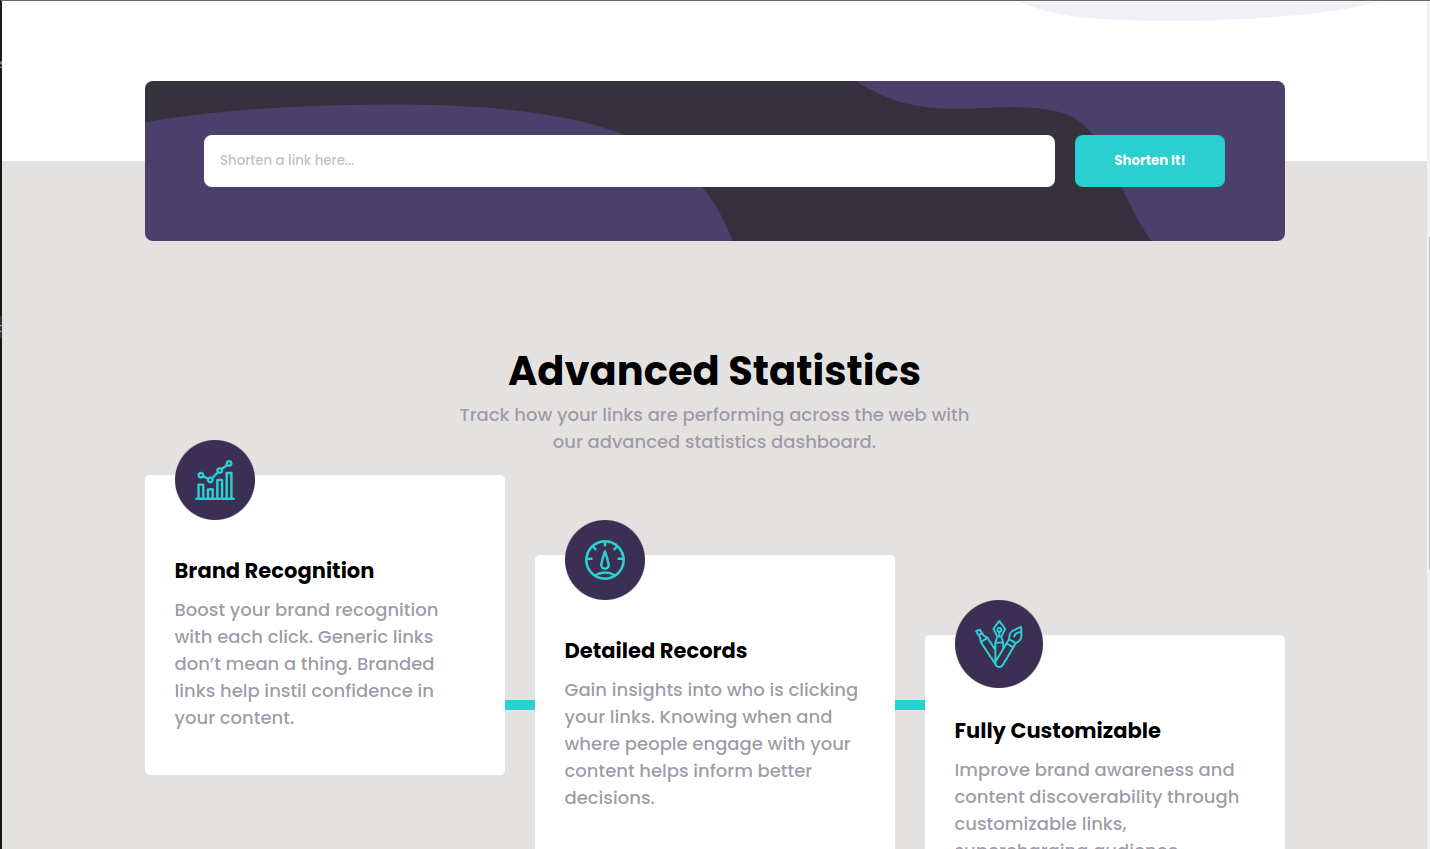 Shorten a link here...
Shorten It!
Advanced Statistics
Track how your links are performing across the web with
our advanced statistics dashboard.
Brand Recognition
Boost your brand recognition
with each click. Generic links
don’t mean a thing. Branded
links help instil confidence in
your content.
Detailed Records
Gain insights into who is clicking
your links. Knowing when and
where people engage with your
content helps inform better
decisions.
Fully Customizable
Improve brand awareness and
content discoverability through
customizable links,
supercharging audience